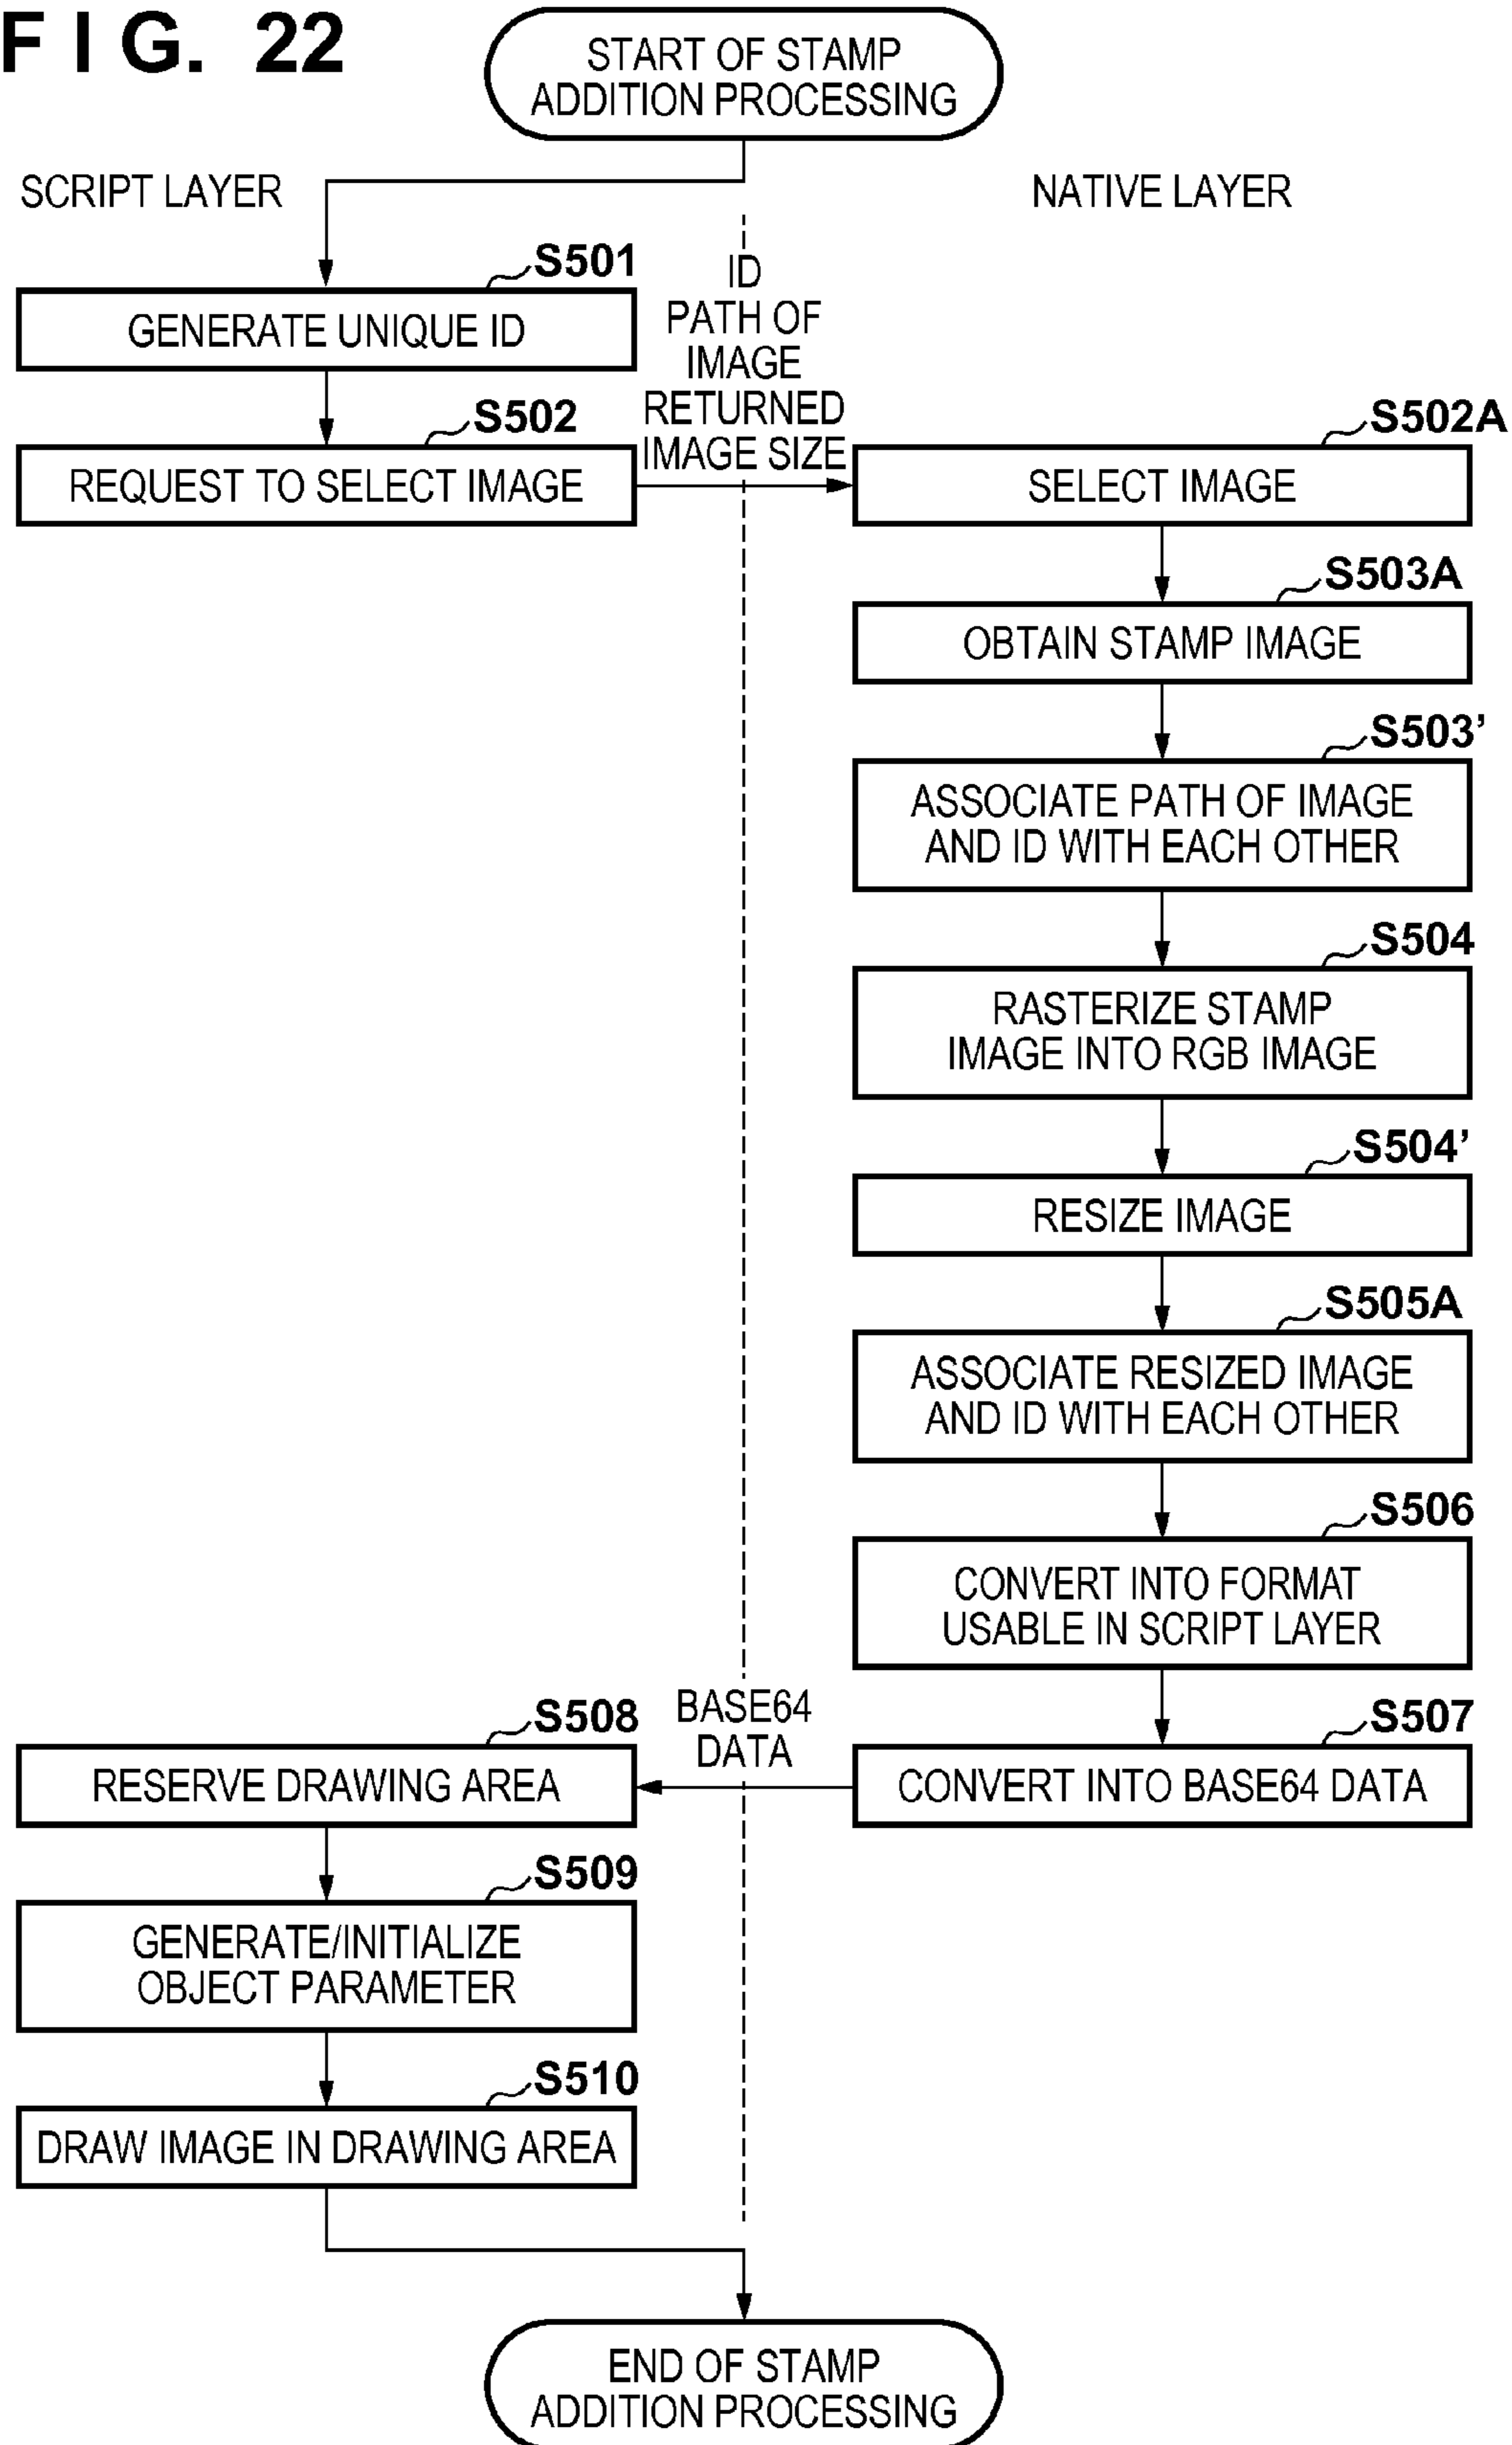 FIG. 22
START OF STAMP
ADDITION PROCESSING
SCRIPT LAYER
NATIVE LAYER
S501
GENERATE UNIQUE ID
S502
REQUEST TO SELECT IMAGE
ID
PATH OF
IMAGE
RETURNED
IMAGE SIZE
S502A
SELECT IMAGE
S503A
OBTAIN STAMP IMAGE
S503’
ASSOCIATE PATH OF IMAGE
AND ID WITH EACH OTHER
S504
RASTERIZE STAMP
IMAGE INTO RGB IMAGE
S504’
RESIZE IMAGE
S505A
ASSOCIATE RESIZED IMAGE
AND ID WITH EACH OTHER
S506
CONVERT INTO FORMAT
USABLE IN SCRIPT LAYER
S507
CONVERT INTO BASE64 DATA
BASE64
DATA
S508
RESERVE DRAWING AREA
S509
GENERATE/INITIALIZE
OBJECT PARAMETER
S510
DRAW IMAGE IN DRAWING AREA
END OF STAMP
ADDITION PROCESSING